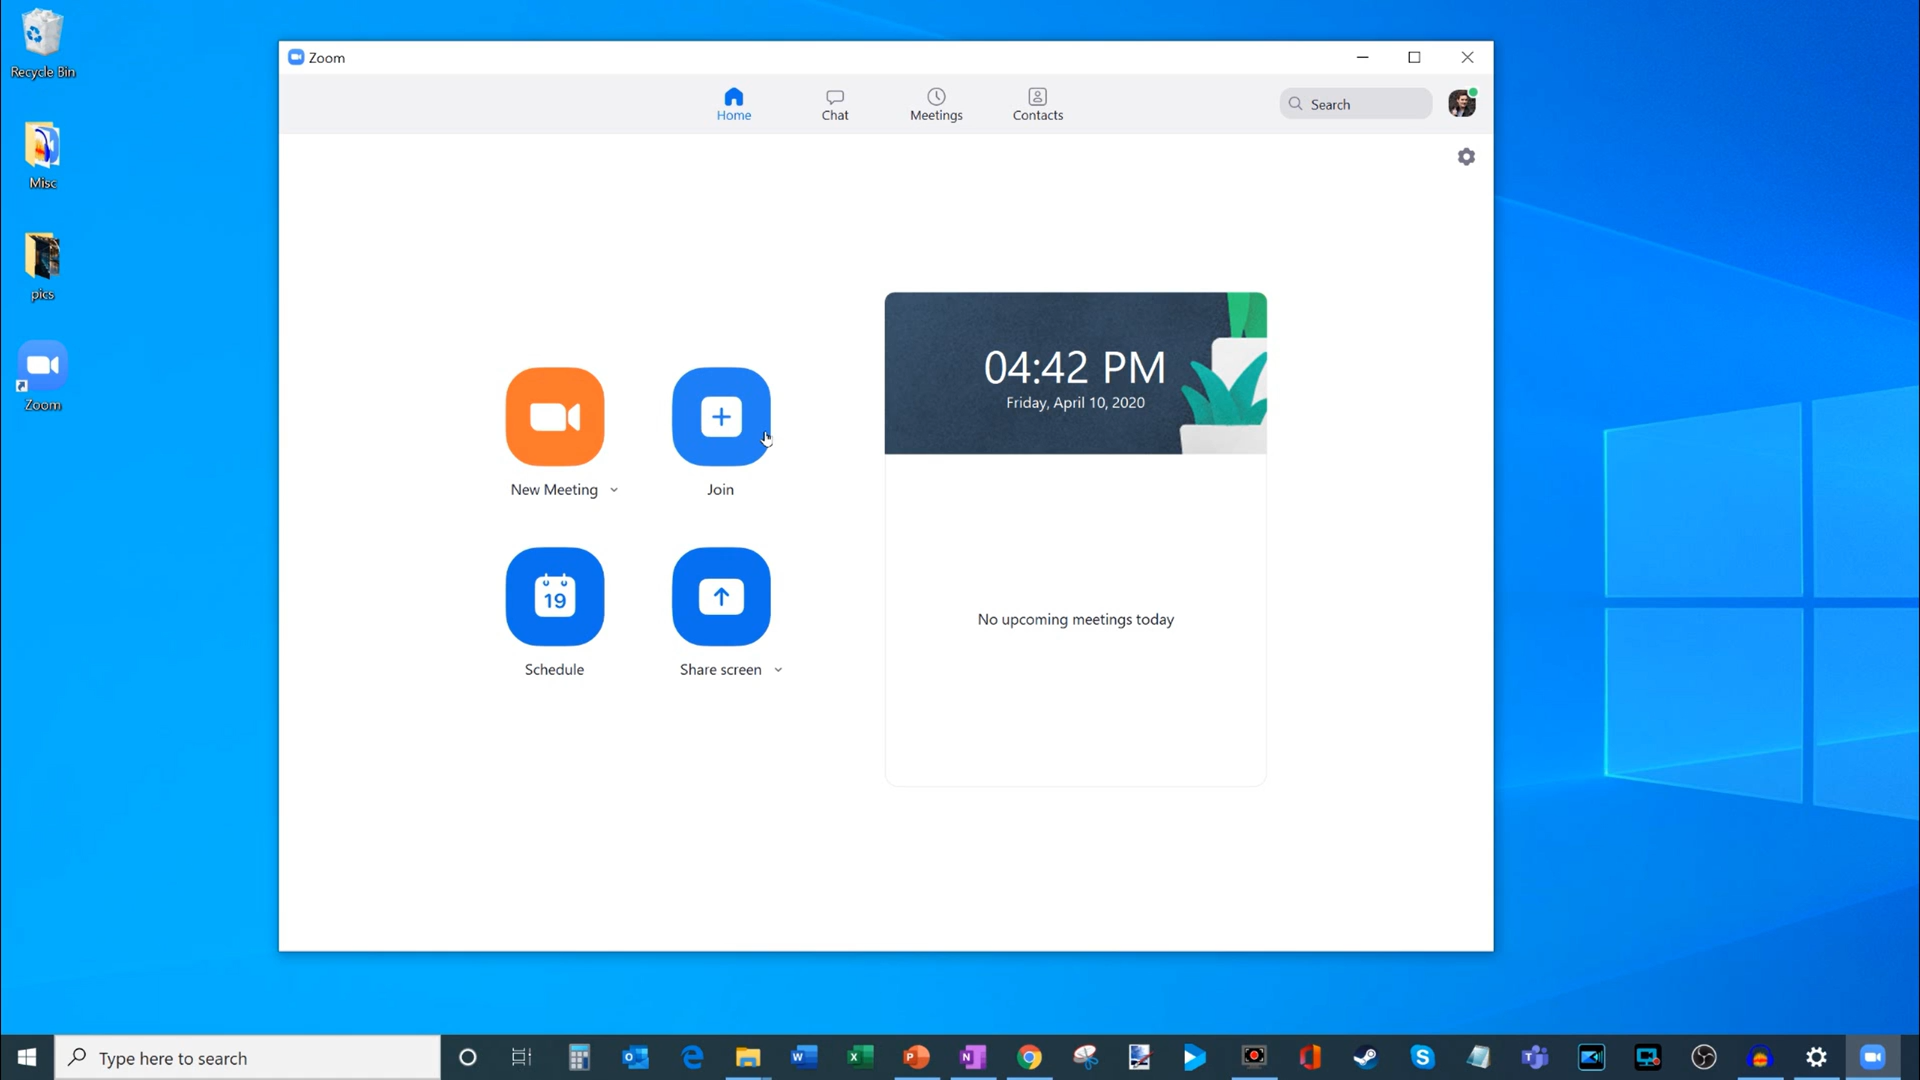 Recycle Bin
Misc
pics
Zoom
Zoom
Home
Chat
Meetings
Contacts
Search
04:42 PM
Friday, April 10, 2020
New Meeting
Join
19
Schedule
Share screen
No upcoming meetings today
Type here to search